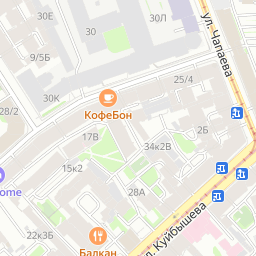 30Е
30Л
ул. Чапаева
9/5Б
30
25/4
30К
КофеБон
28/2
17В
2Б
34к2В
15к2
ome
28А
22к3Б
Балкан
ул. Куйбышева